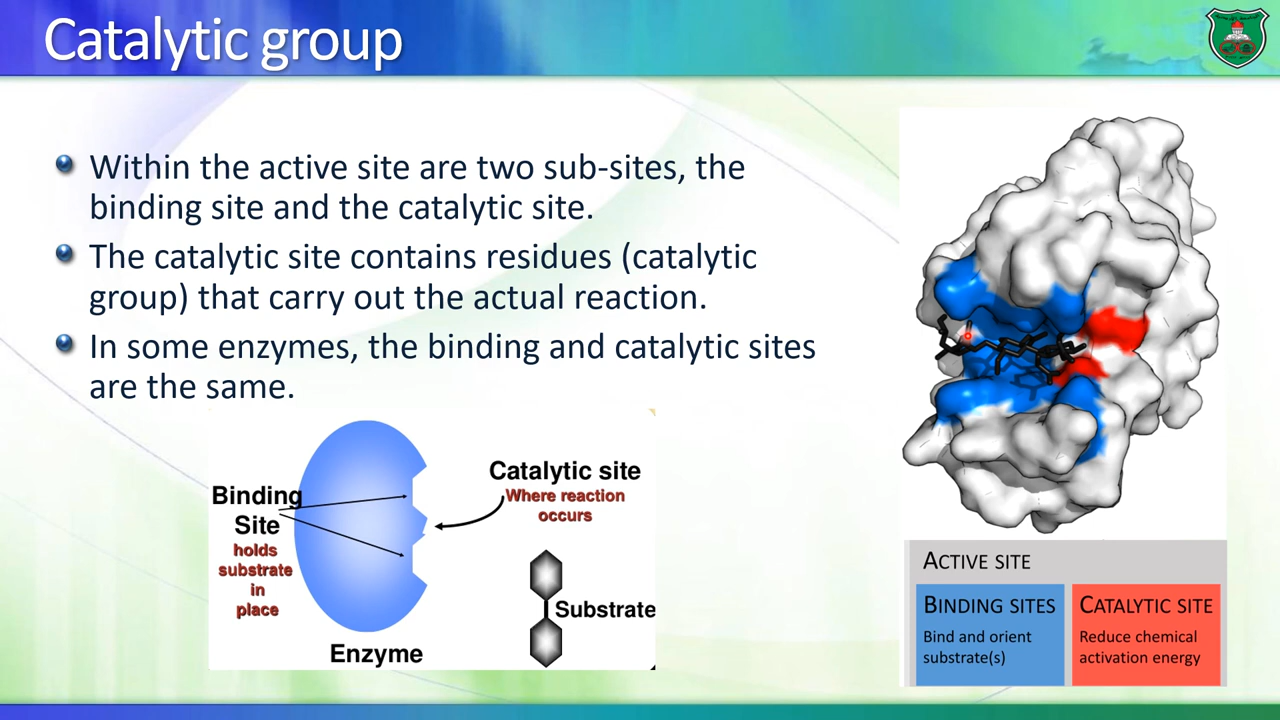 Catalytic group
Within the active site are two sub-sites, the
binding site and the catalytic site.
The catalytic site contains residues (catalytic
group) that carry out the actual reaction.
In some enzymes, the binding and catalytic sites
are the same.
Binding
Site
holds
substrate
in
place
Enzyme
Catalytic site
Where reaction
occurs
Substrate
ACTIVE SITE
BINDING SITES
Bind and orient
substrate(s)
CATALYTIC SITE
Reduce chemical
activation energy